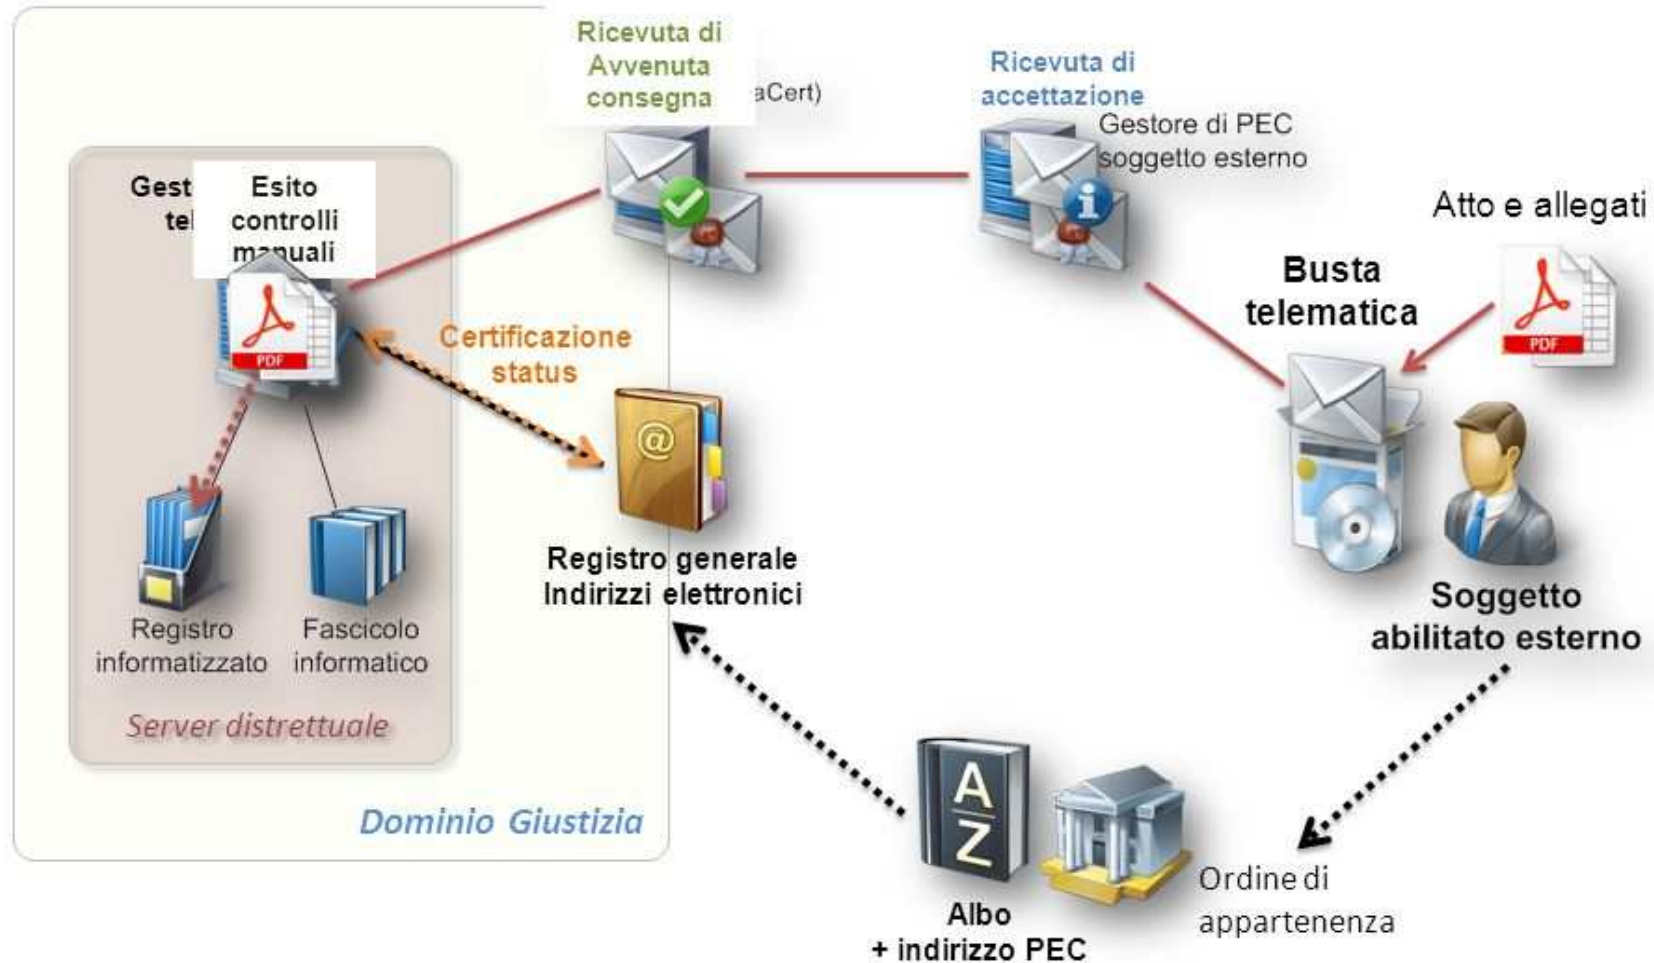 Ricevuta di
Avvenuta
consegna
aCert)
Ricevuta di
accettazione
Gestore di PEC
soggetto esterno
Atto e allegati
PDF
Busta
telematica
Soggetto
abilitato esterno
Gest
tel
Esito
controlli
manuali
PDF
Certificazione
status
@
Registro generale
Indirizzi elettronici
Registro
informatizzato
Fascicolo
informatico
Server distrettuale
Dominio Giustizia
A
Z
Albo
+ indirizzo PEC
Ordine di
appartenenza